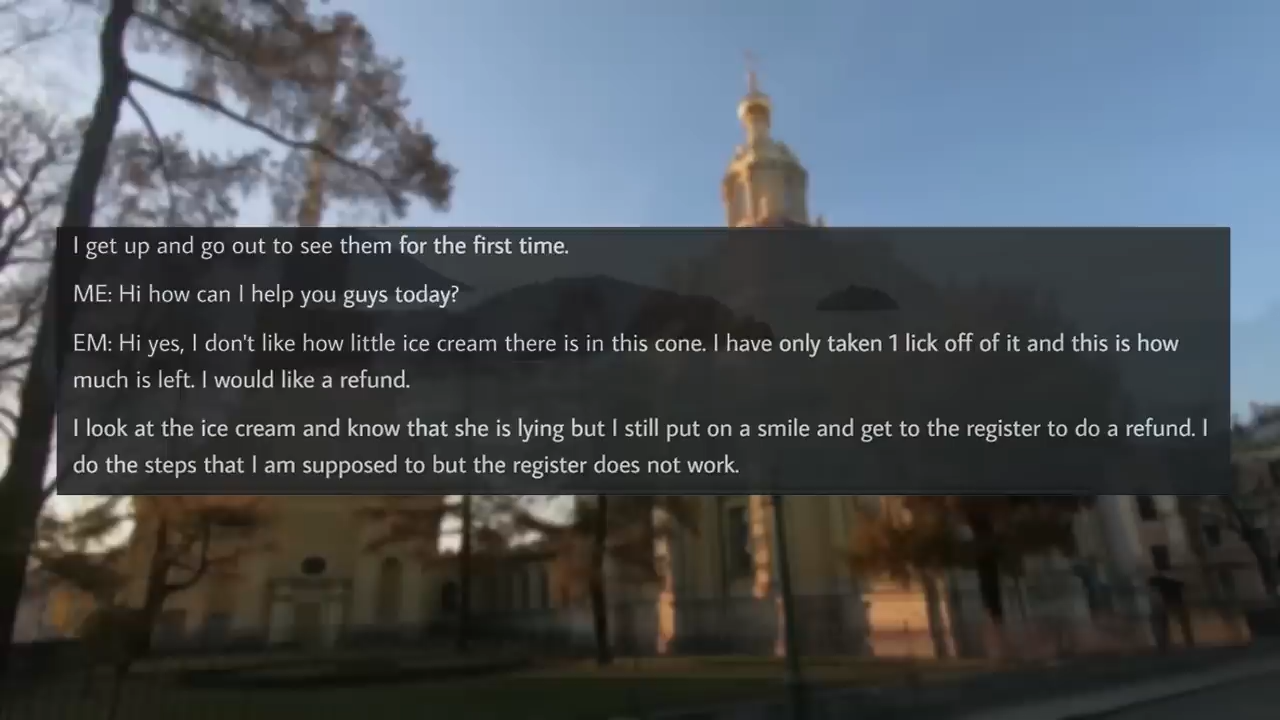 I get up and go out to see them for the first time.
ME: Hi how can I help you guys today?
EM: Hi yes, I don't like how little ice cream there is in this cone. I have only taken 1 lick off of it and this is how
much is left. I would like a refund.
I look at the ice cream and know that she is lying but I still put on a smile and get to the register to do a refund. I
do the steps that I am supposed to but the register does not work.